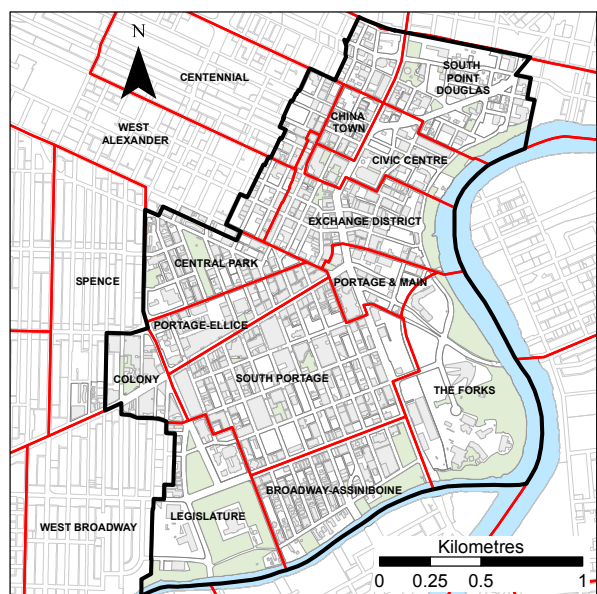 N
CENTENNIAL
SOUTH
POINT
DOUGLAS
CHINA
TOWN
WEST
ALEXANDER
CIVIC CENTRE
EXCHANGE DISTRICT
CENTRAL PARK
SPENCE
PORTAGE & MAIN
PORTAGE-ELLICE
COLONY
SOUTH PORTAGE
THE FORKS
BROADWAY-ASSINIBOINE
LEGISLATURE
WEST BROADWAY
Kilometres
0 0.25 0.5 1